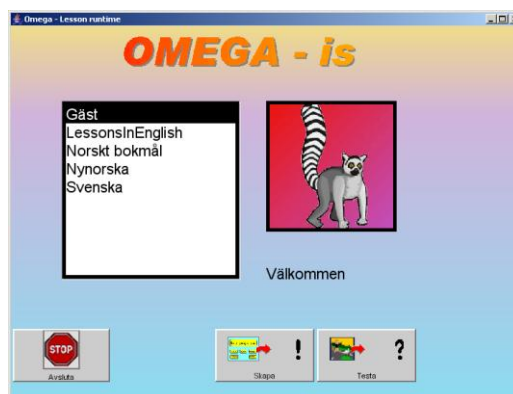 Omega - Lesson runtime
OMEGA - is
Gäst
LessonsInEnglish
Norskt bokmål
Nynorska
Svenska
Välkommen
STOP
!
?
Avsluta
Skapa
Testa